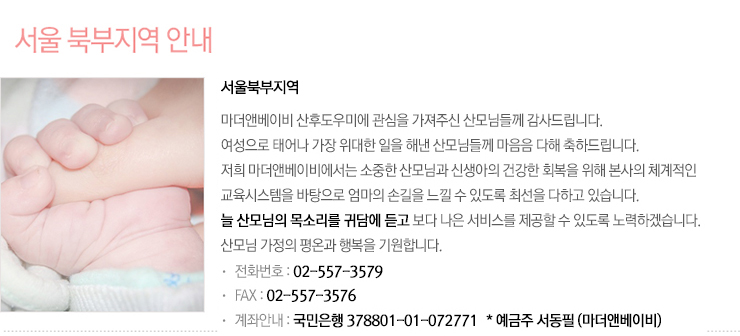 서울 북부지역 안내
서울북부지역
마더앤베이비 산후도우미에 관심을 가져주신 산모님들께 감사드립니다.
여성으로 태어나 가장 위대한 일을 해낸 산모님들께 마음음 다해 축하드립니다.
저희 마더앤베이비에서는 소중한 산모님과 신생아의 건강한 회복을 위해 본사의 체계적인
교육시스템을 바탕으로 엄마의 손길을 느낄 수 있도록 최선을 다하고 있습니다.
늘 산모님의 목소리를 귀담에 듣고 보다 나은 서비스를 제공할 수 있도록 노력하겠습니다.
산모님 가정의 평온과 행복을 기원합니다.
· 전화번호 : 02-557-3579
· FAX : 02-557-3576
· 계좌안내 : 국민은행 378801-01-072771 * 예금주 서동필 (마더앤베이비)